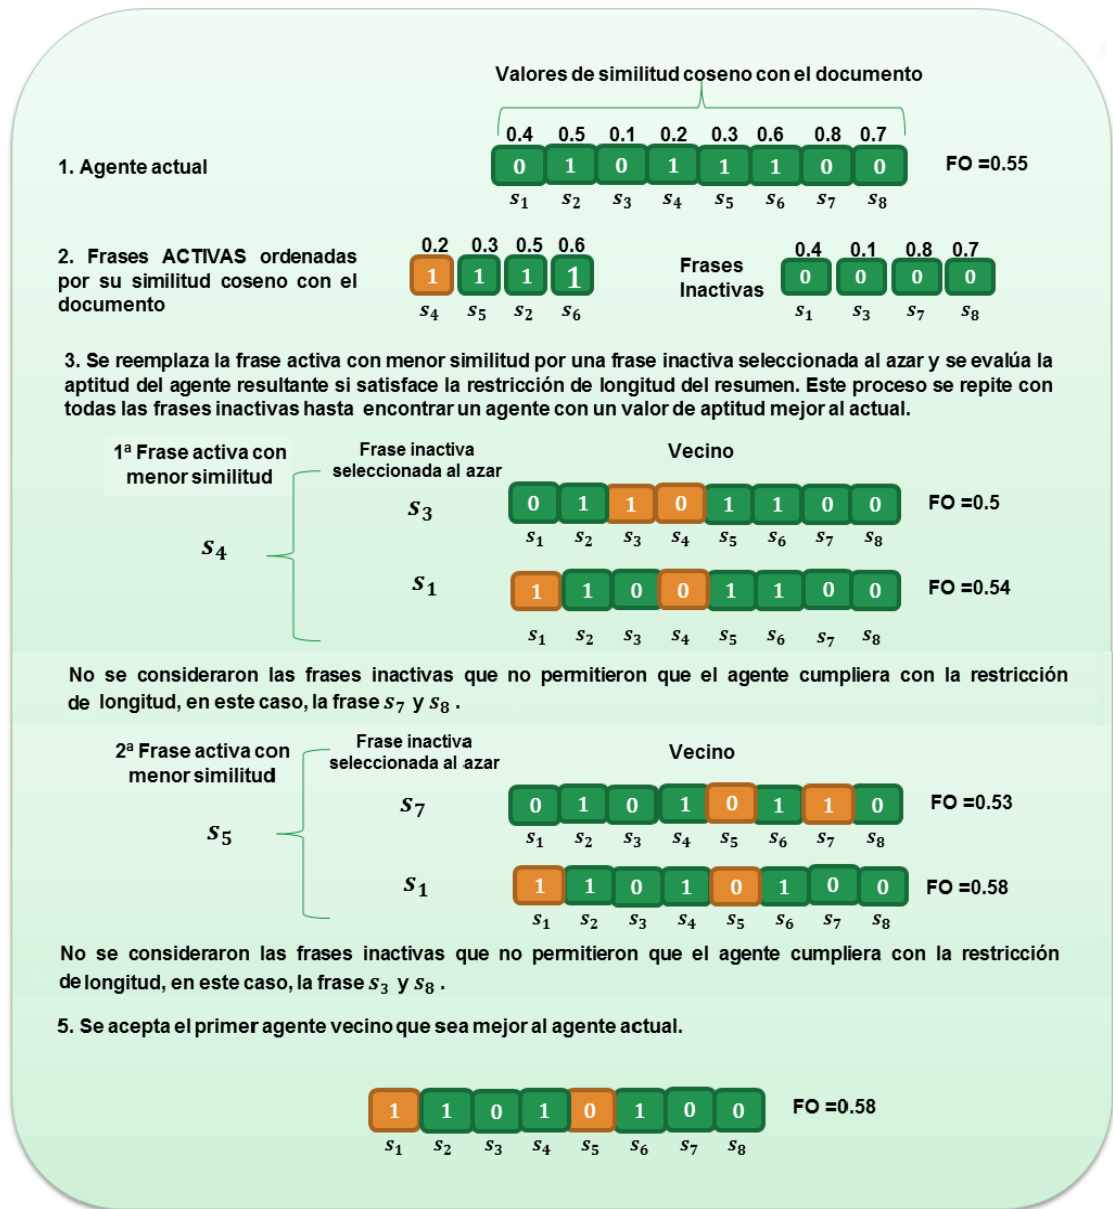 Valores de similitud coseno con el documento
0.4 0.5 0.1 0.2 0.3 0.6 0.8 0.7
1. Agente actual
0 1 0 1 1 1 0 0
FO =0.55
s₁ s₂ s₃ s₄ s₅ s₆ s₇ s₈
2. Frases ACTIVAS ordenadas
por su similitud coseno con el
documento
0.2 0.3 0.5 0.6
1 1 1 1
s₄ s₅ s₂ s₆
Frases
Inactivas
0.4 0.1 0.8 0.7
0 0 0 0
s₁ s₃ s₇ s₈
3. Se reemplaza la frase activa con menor similitud por una frase inactiva seleccionada al azar y se evalúa la
aptitud del agente resultante si satisface la restricción de longitud del resumen. Este proceso se repite con
todas las frases inactivas hasta encontrar un agente con un valor de aptitud mejor al actual.
1ª Frase activa con
menor similitud
Frase inactiva
seleccionada al azar
Vecino
s₄
s₃
0 1 1 0 1 1 0 0
FO =0.5
s₁ s₂ s₃ s₄ s₅ s₆ s₇ s₈
s₁
1 1 0 0 1 1 0 0
FO =0.54
s₁ s₂ s₃ s₄ s₅ s₆ s₇ s₈
No se consideraron las frases inactivas que no permitieron que el agente cumpliera con la restricción
de longitud, en este caso, la frase s₇ y s₈ .
2ª Frase activa con
menor similitud
Frase inactiva
seleccionada al azar
Vecino
s₅
s₇
0 1 0 1 0 1 1 0
FO =0.53
s₁ s₂ s₃ s₄ s₅ s₆ s₇ s₈
s₁
1 1 0 1 0 1 0 0
FO =0.58
s₁ s₂ s₃ s₄ s₅ s₆ s₇ s₈
No se consideraron las frases inactivas que no permitieron que el agente cumpliera con la restricción
de longitud, en este caso, la frase s₃ y s₈ .
5. Se acepta el primer agente vecino que sea mejor al agente actual.
1 1 0 1 0 1 0 0
FO =0.58
s₁ s₂ s₃ s₄ s₅ s₆ s₇ s₈